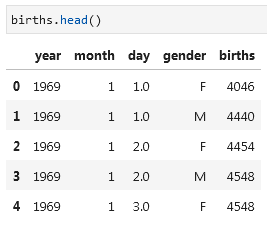 births.head()
year month day gender births
0 1969 1 1.0 F 4046
1 1969 1 1.0 M 4440
2 1969 1 2.0 F 4454
3 1969 1 2.0 M 4548
4 1969 1 3.0 F 4548